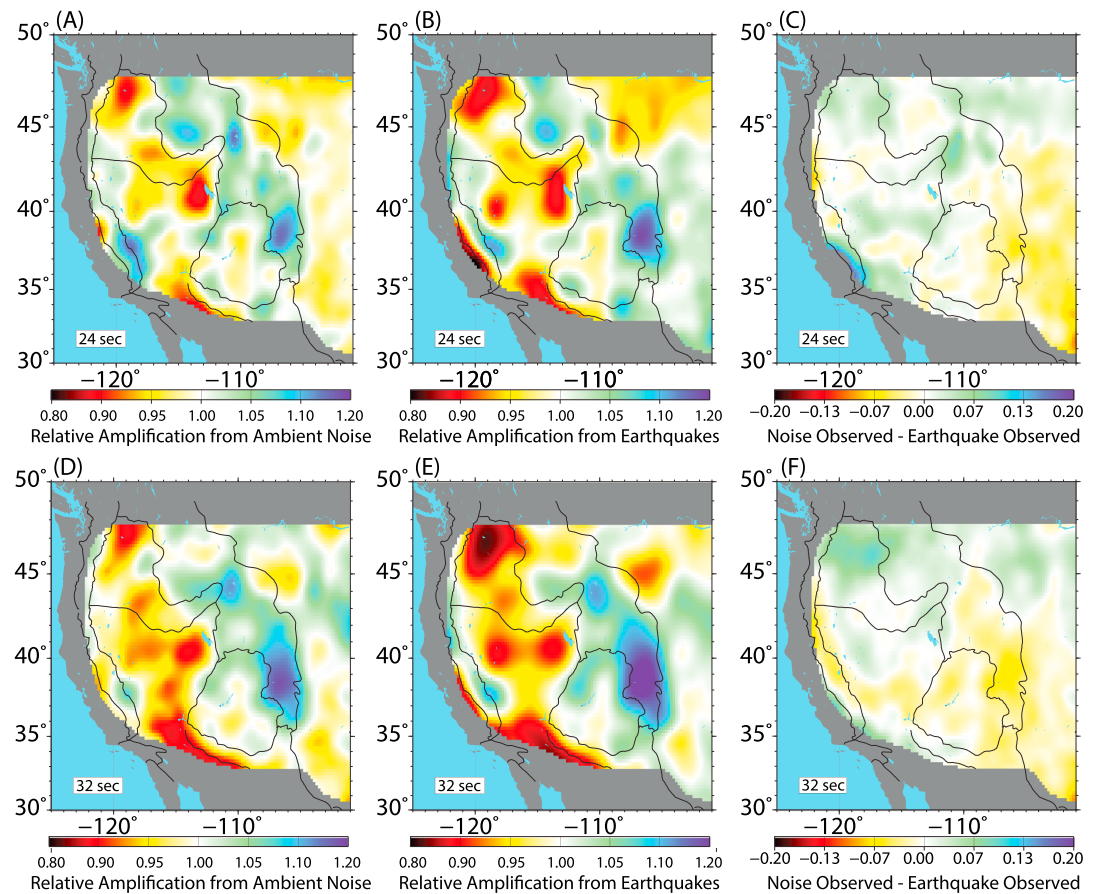 (A) (B) (C)
50° 50° 50°
45° 45° 45°
40° 40° 40°
35° 35° 35°
24 sec 24 sec 24 sec
30° 30° 30°
−120° −110° −120° −110° −120° −110°
0.80 0.90 0.95 1.00 1.05 1.10 1.20 0.80 0.90 0.95 1.00 1.05 1.10 1.20 −0.20 −0.13 −0.07 0.00 0.07 0.13 0.20
Relative Amplification from Ambient Noise Relative Amplification from Earthquakes Noise Observed - Earthquake Observed
(D) (E) (F)
50° 50° 50°
45° 45° 45°
40° 40° 40°
35° 35° 35°
32 sec 32 sec 32 sec
30° 30° 30°
−120° −110° −120° −110° −120° −110°
0.80 0.90 0.95 1.00 1.05 1.10 1.20 0.80 0.90 0.95 1.00 1.05 1.10 1.20 −0.20 −0.13 −0.07 0.00 0.07 0.13 0.20
Relative Amplification from Ambient Noise Relative Amplification from Earthquakes Noise Observed - Earthquake Observed